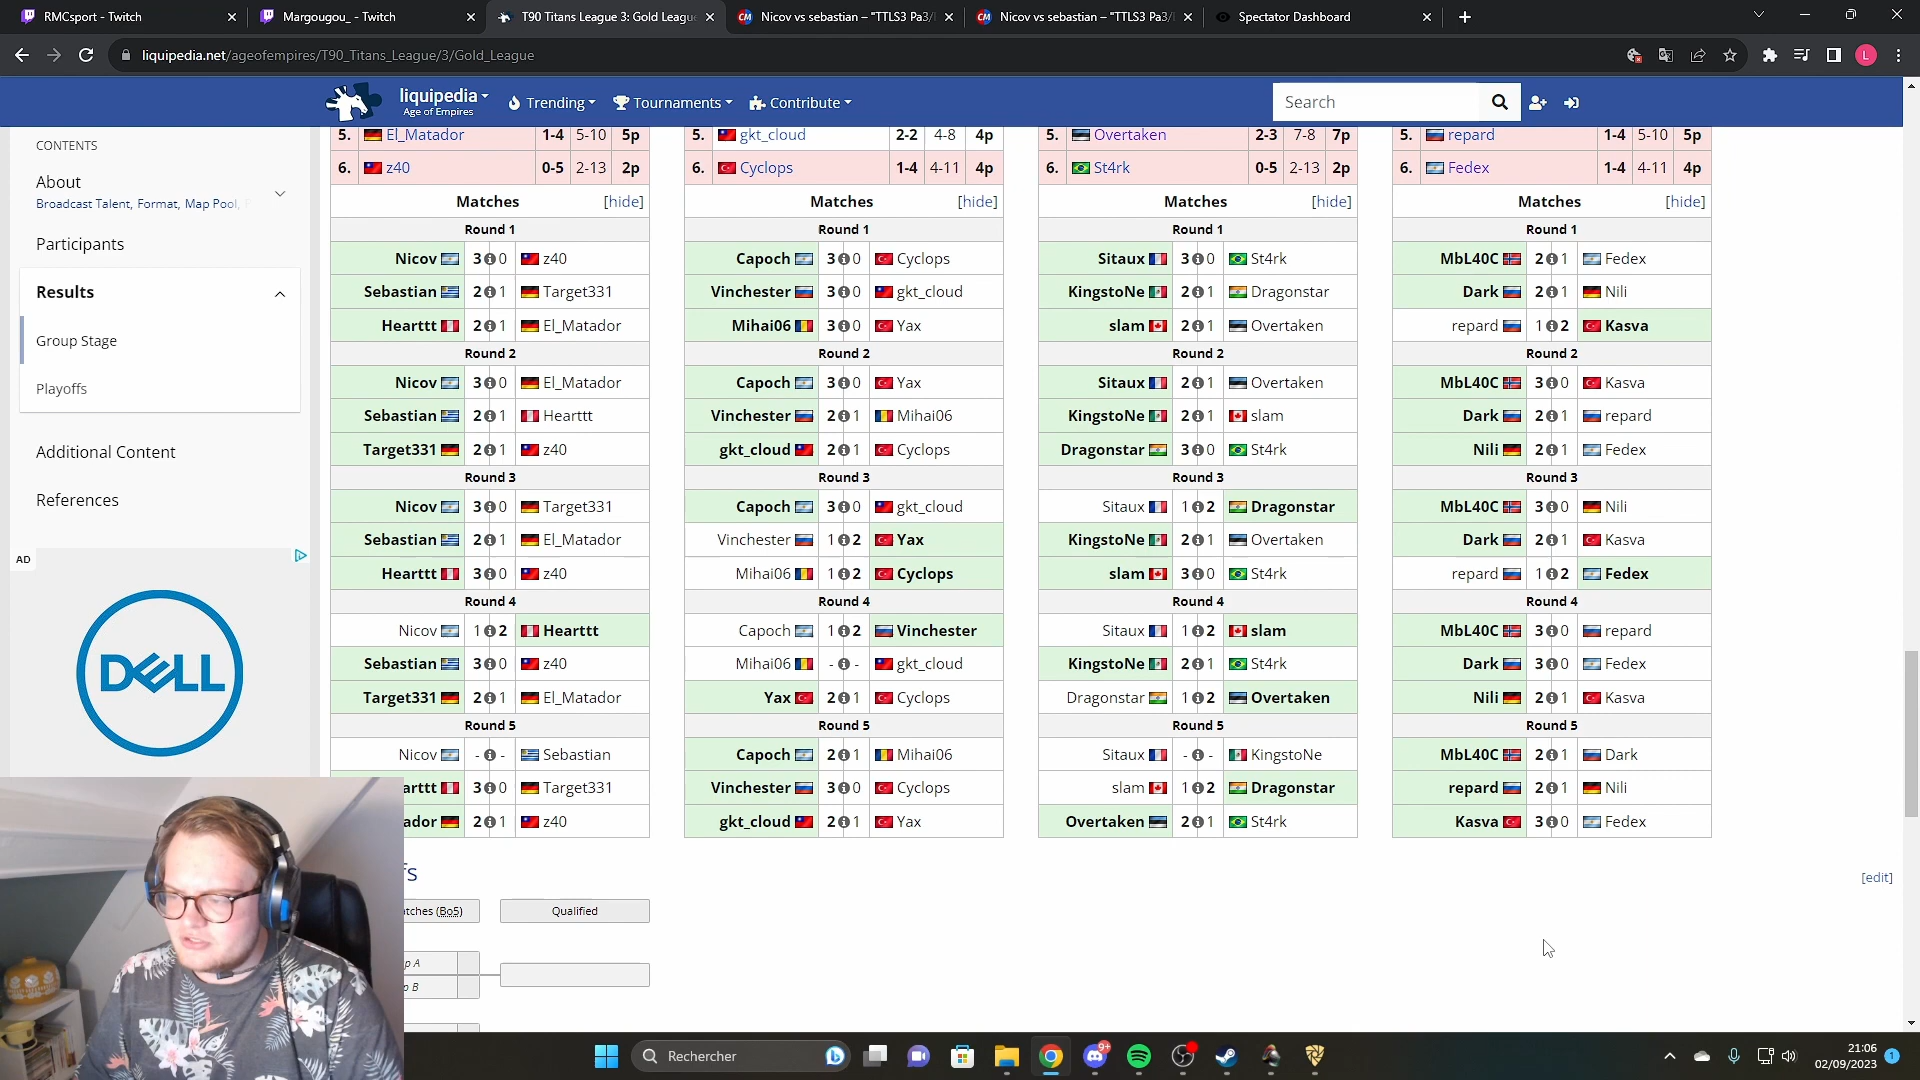 RMCsport - Twitch
Margougou_ - Twitch
T90 Titans League 3: Gold Leagu
Nicov vs sebastian – "TTLS3 Pa3/
Nicov vs sebastian – "TTLS3 Pa3/
Spectator Dashboard
liquipedia.net/ageofempires/T90_Titans_League/3/Gold_League
L
liquipedia
Age of Empires
Trending
Tournaments
Contribute
Search
CONTENTS
About
Broadcast Talent, Format, Map Pool,
Participants
Results
Group Stage
Playoffs
Additional Content
References
AD
DELL
5. El_Matador 1-4 5-10 5p
6. z40 0-5 2-13 2p
Matches [hide]
Round 1
Nicov 3 0 z40
Sebastian 2 1 Target331
Hearttt 2 1 El_Matador
Round 2
Nicov 3 0 El_Matador
Sebastian 2 1 Hearttt
Target331 2 1 z40
Round 3
Nicov 3 0 Target331
Sebastian 2 1 El_Matador
Hearttt 3 0 z40
Round 4
Nicov 1 2 Hearttt
Sebastian 3 0 z40
Target331 2 1 El_Matador
Round 5
Nicov - - Sebastian
arttt 3 0 Target331
ador 2 1 z40
5. gkt_cloud 2-2 4-8 4p
6. Cyclops 1-4 4-11 4p
Matches [hide]
Round 1
Capoch 3 0 Cyclops
Vinchester 3 0 gkt_cloud
Mihai06 3 0 Yax
Round 2
Capoch 3 0 Yax
Vinchester 2 1 Mihai06
gkt_cloud 2 1 Cyclops
Round 3
Capoch 3 0 gkt_cloud
Vinchester 1 2 Yax
Mihai06 1 2 Cyclops
Round 4
Capoch 1 2 Vinchester
Mihai06 - - gkt_cloud
Yax 2 1 Cyclops
Round 5
Capoch 2 1 Mihai06
Vinchester 3 0 Cyclops
gkt_cloud 2 1 Yax
5. Overtaken 2-3 7-8 7p
6. St4rk 0-5 2-13 2p
Matches [hide]
Round 1
Sitaux 3 0 St4rk
KingstoNe 2 1 Dragonstar
slam 2 1 Overtaken
Round 2
Sitaux 2 1 Overtaken
KingstoNe 2 1 slam
Dragonstar 3 0 St4rk
Round 3
Sitaux 1 2 Dragonstar
KingstoNe 2 1 Overtaken
slam 3 0 St4rk
Round 4
Sitaux 1 2 slam
KingstoNe 2 1 St4rk
Dragonstar 1 2 Overtaken
Round 5
Sitaux - - KingstoNe
slam 1 2 Dragonstar
Overtaken 2 1 St4rk
5. repard 1-4 5-10 5p
6. Fedex 1-4 4-11 4p
Matches [hide]
Round 1
MbL40C 2 1 Fedex
Dark 2 1 Nili
repard 1 2 Kasva
Round 2
MbL40C 3 0 Kasva
Dark 2 1 repard
Nili 2 1 Fedex
Round 3
MbL40C 3 0 Nili
Dark 2 1 Kasva
repard 1 2 Fedex
Round 4
MbL40C 3 0 repard
Dark 3 0 Fedex
Nili 2 1 Kasva
Round 5
MbL40C 2 1 Dark
repard 2 1 Nili
Kasva 3 0 Fedex
fs
[edit]
tches (Bo5)
Qualified
p A
p B
Rechercher
9+
21:06
02/09/2023
1